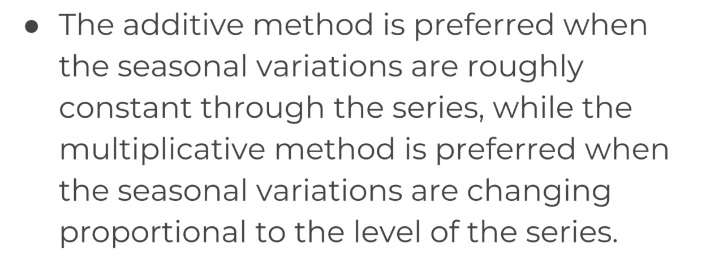 ● The additive method is preferred when
the seasonal variations are roughly
constant through the series, while the
multiplicative method is preferred when
the seasonal variations are changing
proportional to the level of the series.